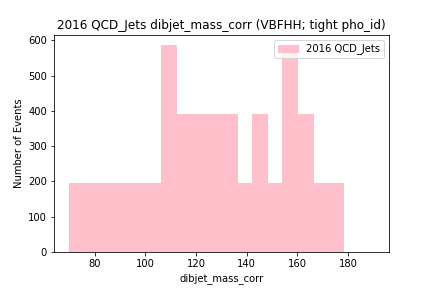 2016 QCD_Jets dibjet_mass_corr (VBFHH; tight pho_id)
600
500
400
300
200
100
0
Number of Events
2016 QCD_Jets
80 100 120 140 160 180
dibjet_mass_corr